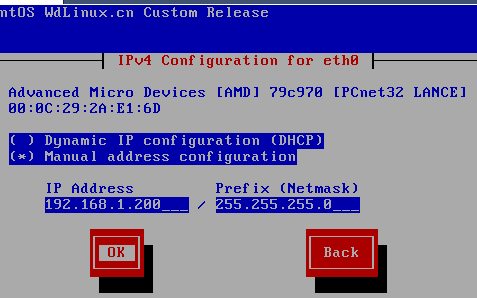 ntOS WdLinux.cn Custom Release
IPv4 Configuration for eth0
Advanced Micro Devices [AMD] 79c970 [PCnet32 LANCE]
00:0C:29:2A:E1:6D
( ) Dynamic IP configuration (DHCP)
(*) Manual address configuration
IP Address Prefix (Netmask)
192.168.1.200___ / 255.255.255.0___
OK Back